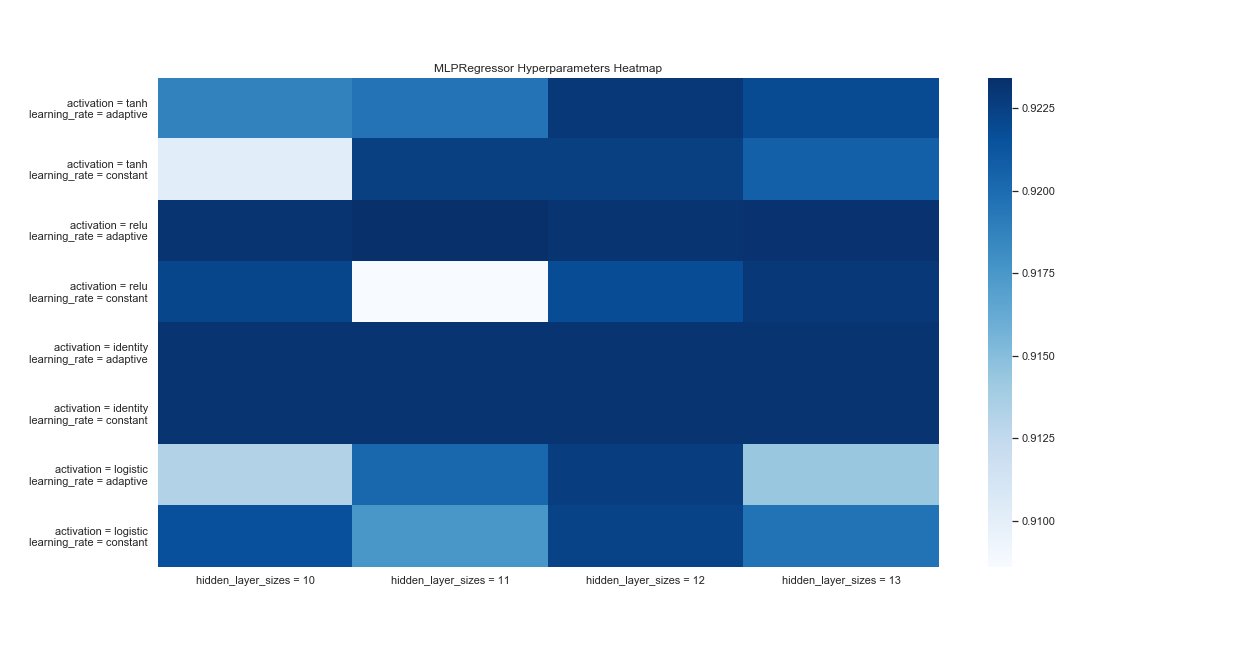 MLPRegressor Hyperparameters Heatmap
activation = tanh
learning_rate = adaptive
activation = tanh
learning_rate = constant
activation = relu
learning_rate = adaptive
activation = relu
learning_rate = constant
activation = identity
learning_rate = adaptive
activation = identity
learning_rate = constant
activation = logistic
learning_rate = adaptive
activation = logistic
learning_rate = constant
hidden_layer_sizes = 10
hidden_layer_sizes = 11
hidden_layer_sizes = 12
hidden_layer_sizes = 13
0.9225
0.9200
0.9175
0.9150
0.9125
0.9100